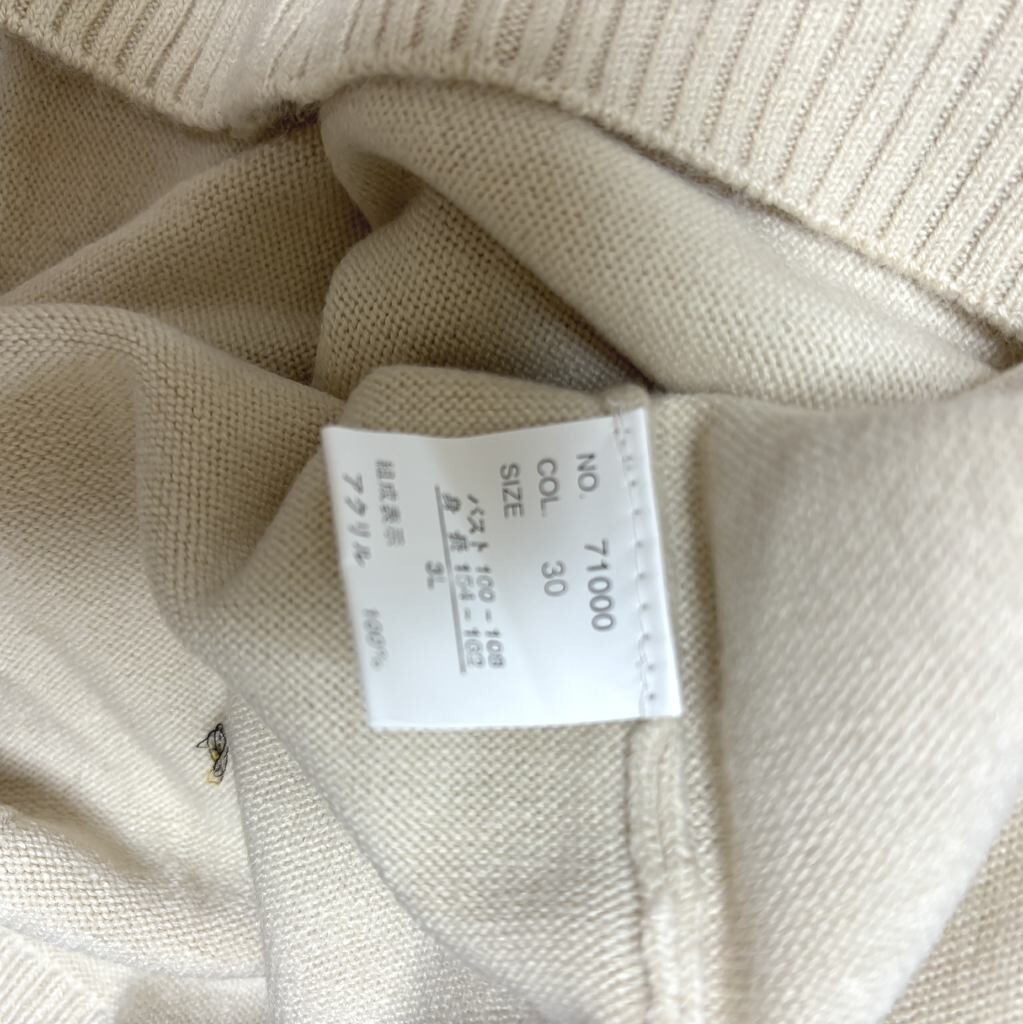 NO. 71000
COL. 30
SIZE
バスト 100-108
身長 154-162
3L
組成表示
アクリル 100%